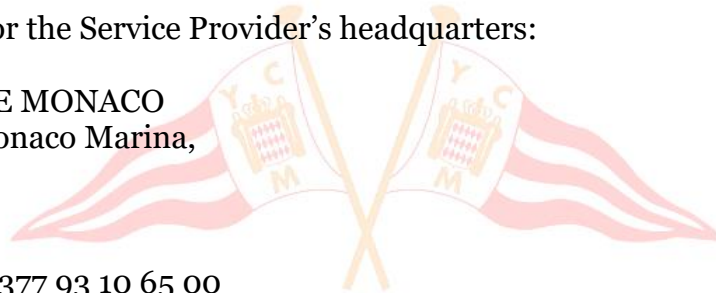 or the Service Provider’s headquarters:
E MONACO
onaco Marina,
377 93 10 65 00
Y C M
Y C M